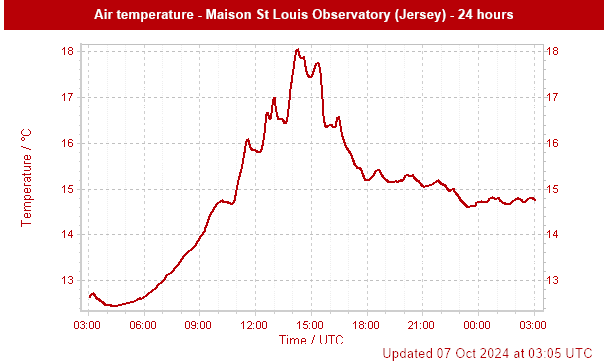 Air temperature - Maison St Louis Observatory (Jersey) - 24 hours
18 18
17 17
16 16
15 15
14 14
13 13
Temperature / °C
03:00 06:00 09:00 12:00 15:00 18:00 21:00 00:00 03:00
Time / UTC
Updated 07 Oct 2024 at 03:05 UTC